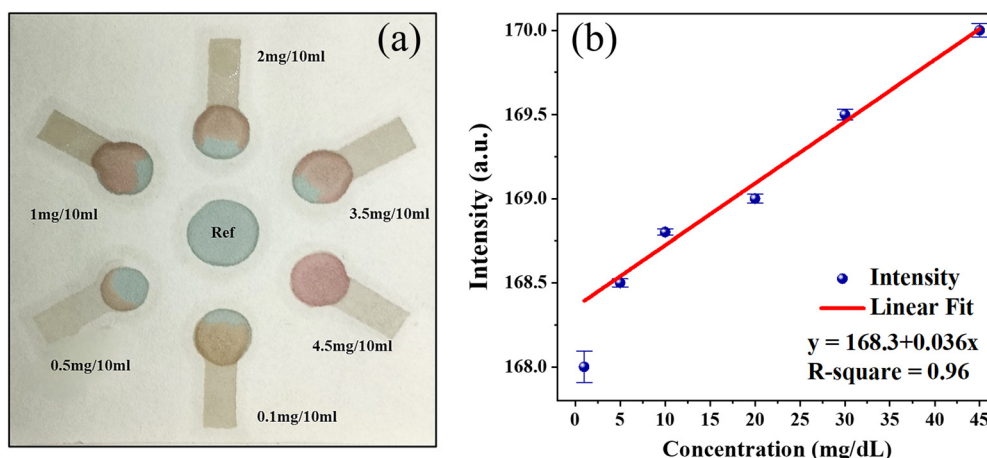 (a)
2mg/10ml
1mg/10ml
3.5mg/10ml
Ref
0.5mg/10ml
4.5mg/10ml
0.1mg/10ml
(b)
170.0
169.5
169.0
168.5
168.0
Intensity (a.u.)
Intensity
Linear Fit
y = 168.3+0.036x
R-square = 0.96
0 5 10 15 20 25 30 35 40 45
Concentration (mg/dL)